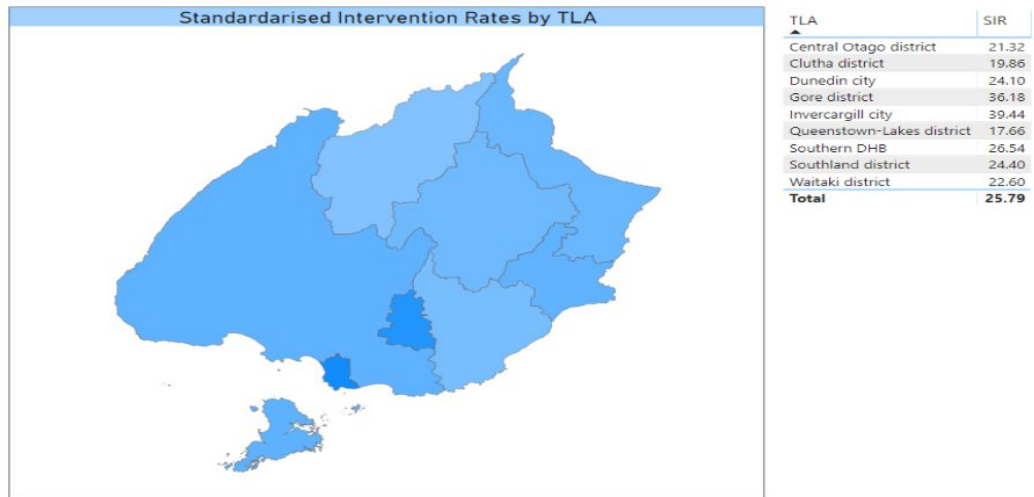 Standardarised Intervention Rates by TLA
TLA SIR
Central Otago district 21.32
Clutha district 19.86
Dunedin city 24.10
Gore district 36.18
Invercargill city 39.44
Queenstown-Lakes district 17.66
Southern DHB 26.54
Southland district 24.40
Waitaki district 22.60
Total 25.79